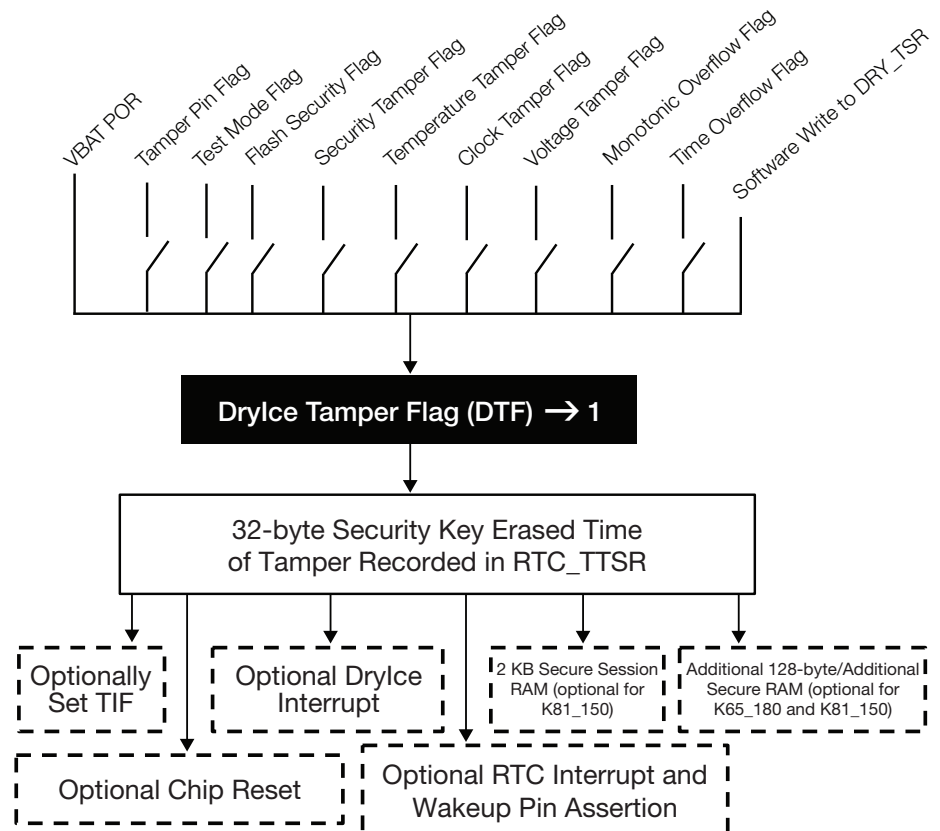 VBAT POR
Tamper Pin Flag
Test Mode Flag
Flash Security Flag
Security Tamper Flag
Temperature Tamper Flag
Clock Tamper Flag
Voltage Tamper Flag
Monotonic Overflow Flag
Time Overflow Flag
Software Write to DRY_TSR
DryIce Tamper Flag (DTF) → 1
32-byte Security Key Erased Time
of Tamper Recorded in RTC_TTSR
Optionally
Set TIF
Optional DryIce
Interrupt
2 KB Secure Session
RAM (optional for
K81_150)
Additional 128-byte/Additional
Secure RAM (optional for
K65_180 and K81_150)
Optional Chip Reset
Optional RTC Interrupt and
Wakeup Pin Assertion